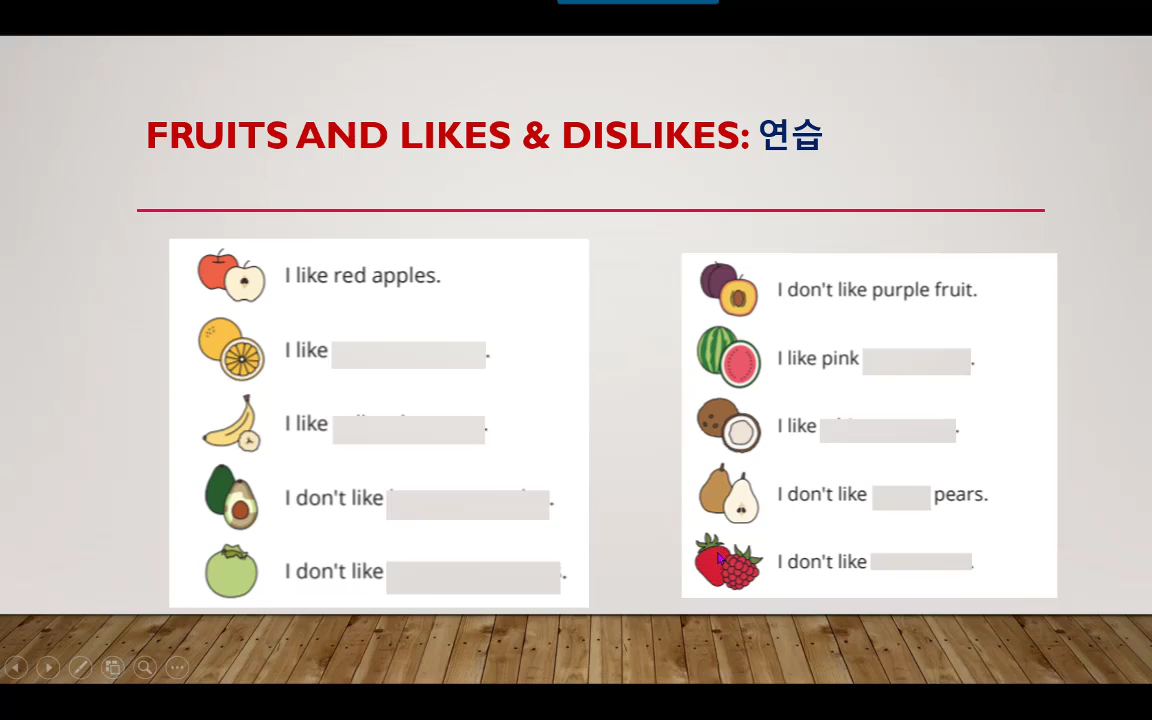 FRUITS AND LIKES & DISLIKES: 연습
I like red apples.
I like .
I like .
I don't like .
I don't like .
I don't like purple fruit.
I like pink .
I like .
I don't like pears.
I don't like .